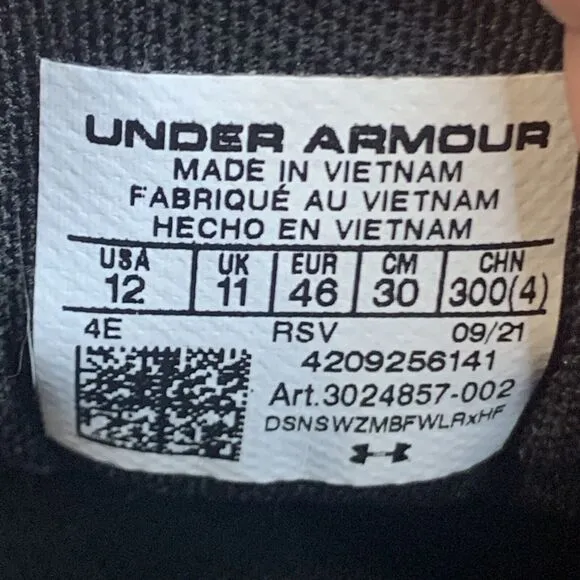 UNDER ARMOUR
MADE IN VIETNAM
FABRIQUÉ AU VIETNAM
HECHO EN VIETNAM
USA UK EUR CM CHN
12 11 46 30 300(4)
4E RSV 09/21
4209256141
Art.3024857-002
DSNSWZMBFWLRxHF